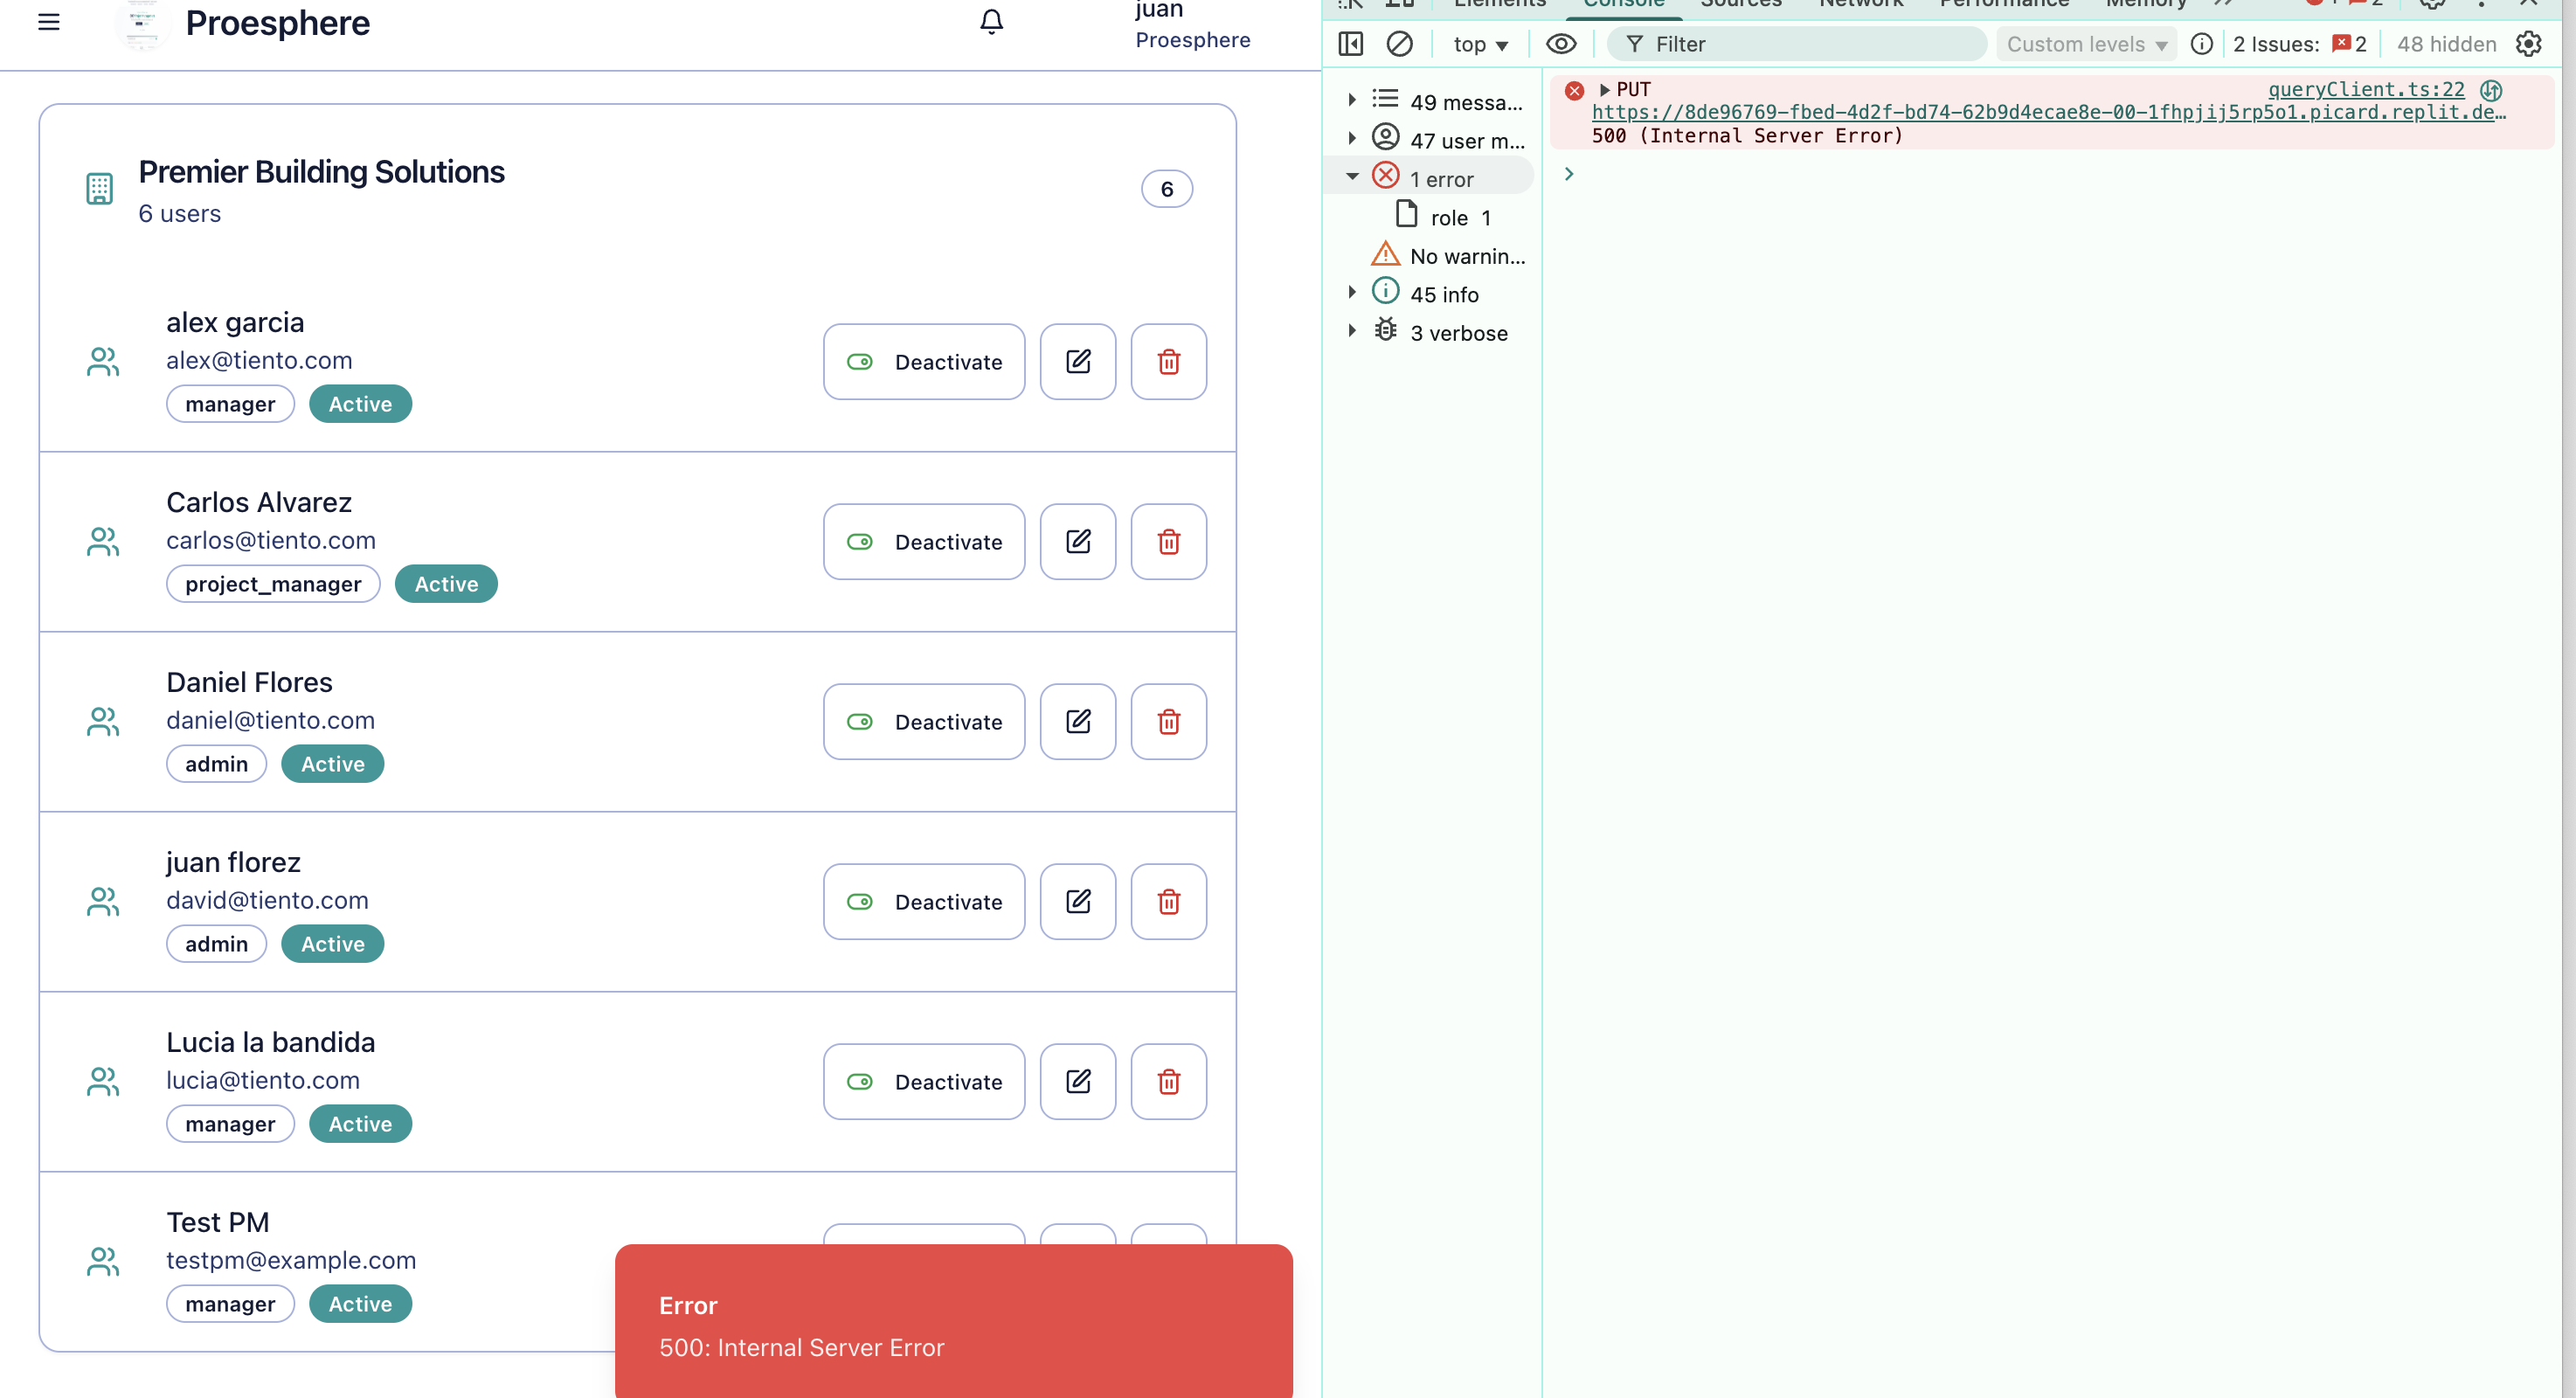 Proesphere
juan
Proesphere
Premier Building Solutions
6 users
6
alex garcia
alex@tiento.com
manager
Active
Deactivate
Carlos Alvarez
carlos@tiento.com
project_manager
Active
Deactivate
Daniel Flores
daniel@tiento.com
admin
Active
Deactivate
juan florez
david@tiento.com
admin
Active
Deactivate
Lucia la bandida
lucia@tiento.com
manager
Active
Deactivate
Test PM
testpm@example.com
manager
Active
Error
500: Internal Server Error
Elements Console Sources Network Performance Memory
top Filter Custom levels 2 Issues: 2 48 hidden
49 messa...
47 user m...
1 error
role 1
No warnin...
45 info
3 verbose
PUT queryClient.ts:22
https://8de96769-fbed-4d2f-bd74-62b9d4ecae8e-00-1fhpjij5rp5o1.picard.replit.de…
500 (Internal Server Error)